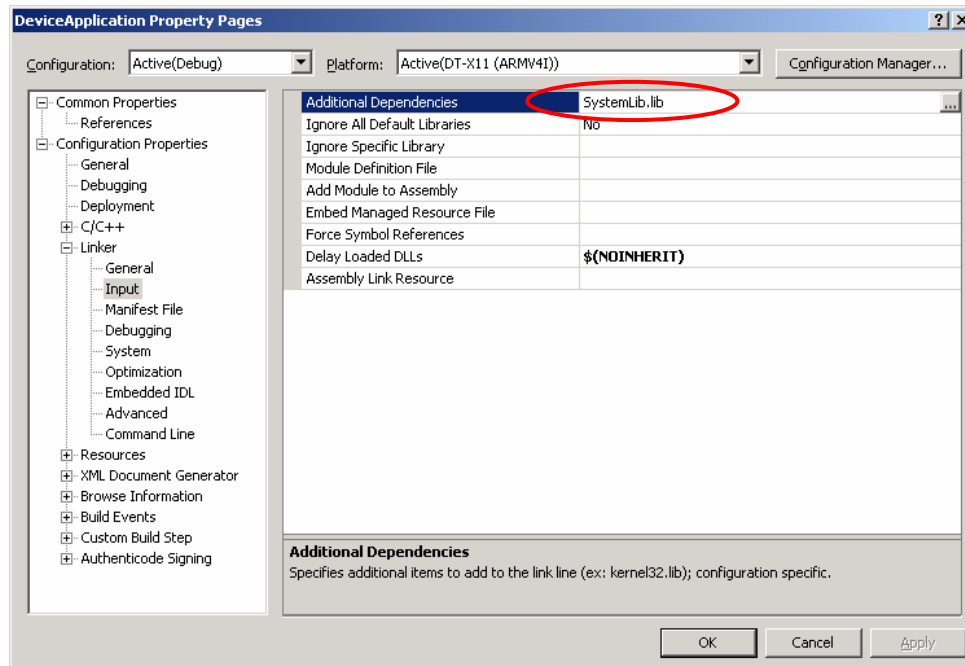 DeviceApplication Property Pages
Configuration: Active(Debug) Platform: Active(DT-X11 (ARMV4I)) Configuration Manager...
Common Properties
References
Configuration Properties
General
Debugging
Deployment
C/C++
Linker
General
Input
Manifest File
Debugging
System
Optimization
Embedded IDL
Advanced
Command Line
Resources
XML Document Generator
Browse Information
Build Events
Custom Build Step
Authenticode Signing
Additional Dependencies SystemLib.lib ...
Ignore All Default Libraries No
Ignore Specific Library
Module Definition File
Add Module to Assembly
Embed Managed Resource File
Force Symbol References
Delay Loaded DLLs $(NOINHERIT)
Assembly Link Resource
Additional Dependencies
Specifies additional items to add to the link line (ex: kernel32.lib); configuration specific.
OK Cancel Apply